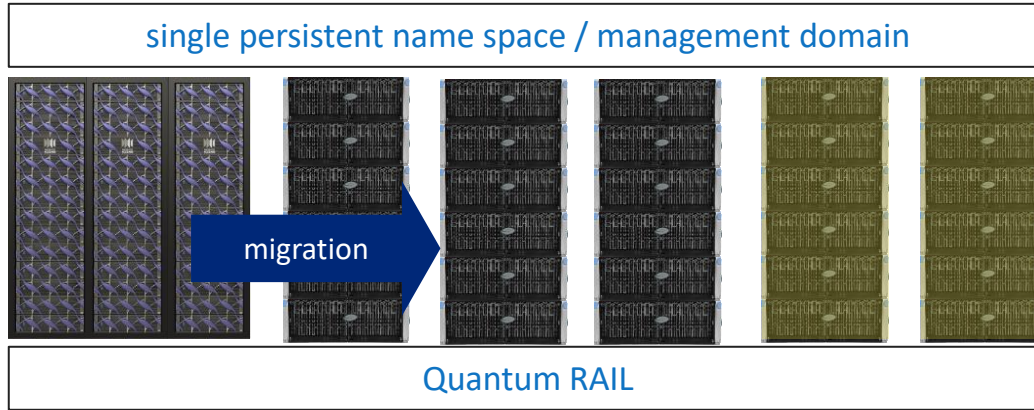 single persistent name space / management domain
migration
Quantum RAIL